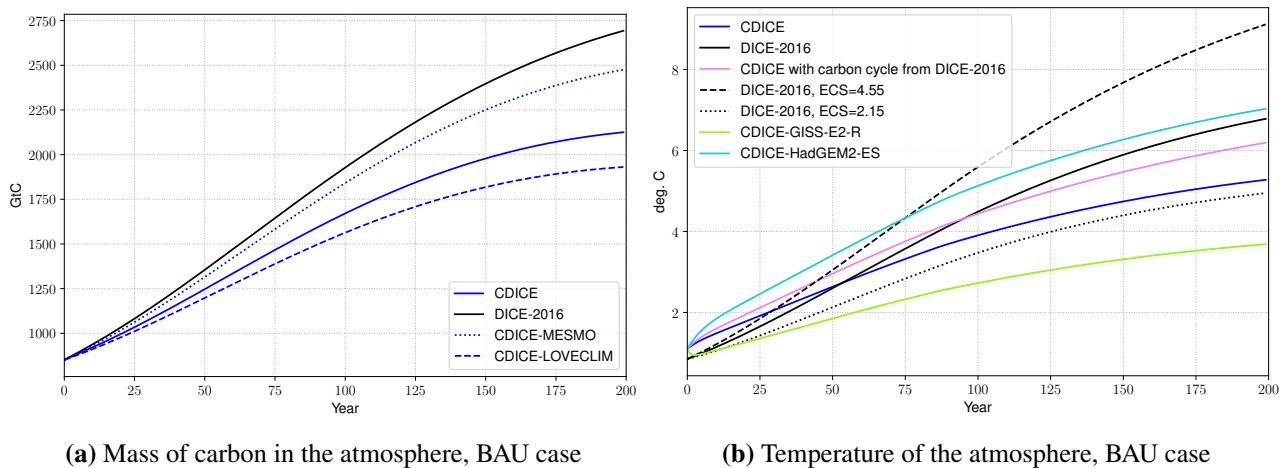 2750
2500
2250
2000
1750
1500
1250
1000
GtC
0 25 50 75 100 125 150 175 200
Year
CDICE
DICE-2016
CDICE-MESMO
CDICE-LOVECLIM
(a) Mass of carbon in the atmosphere, BAU case
8
6
4
2
deg. C
0 25 50 75 100 125 150 175 200
Year
CDICE
DICE-2016
CDICE with carbon cycle from DICE-2016
DICE-2016, ECS=4.55
DICE-2016, ECS=2.15
CDICE-GISS-E2-R
CDICE-HadGEM2-ES
(b) Temperature of the atmosphere, BAU case